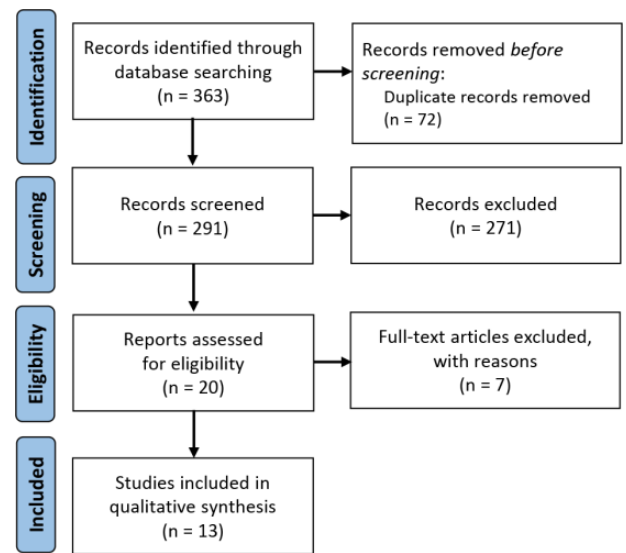 Identification
Records identified through
database searching
(n = 363)
Records removed before
screening:
Duplicate records removed
(n = 72)
Screening
Records screened
(n = 291)
Records excluded
(n = 271)
Eligibility
Reports assessed
for eligibility
(n = 20)
Full-text articles excluded,
with reasons
(n = 7)
Included
Studies included in
qualitative synthesis
(n = 13)